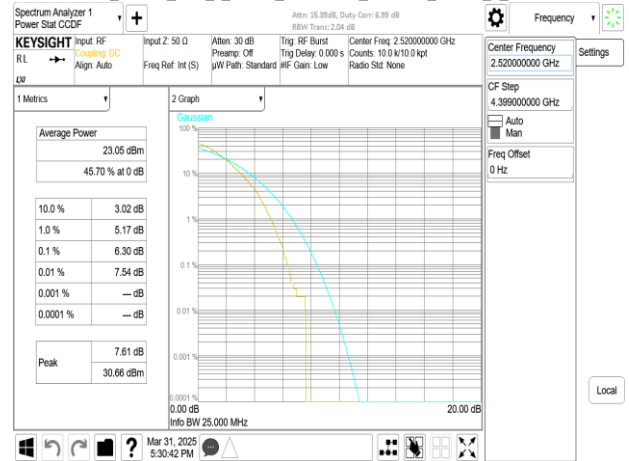 Spectrum Analyzer 1
Power Stat CCDF
Attn: 15.39dB, Duty Corr: 6.99 dB
RBW Trans: 2.04 dB
Frequency
KEYSIGHT
RL
LXI
Input: RF
Coupling: DC
Align: Auto
Input Z: 50 Ω
Freq Ref: Int (S)
Atten: 30 dB
Preamp: Off
µW Path: Standard
Trig: RF Burst
Trig Delay: 0.000 s
#IF Gain: Low
Center Freq: 2.520000000 GHz
Counts: 10.0 k/10.0 kpt
Radio Std: None
Center Frequency
2.520000000 GHz
Settings
CF Step
4.399000000 GHz
Auto
Man
Freq Offset
0 Hz
Local
1 Metrics
Average Power
23.05 dBm
45.70 % at 0 dB
10.0 % 3.02 dB
1.0 % 5.17 dB
0.1 % 6.30 dB
0.01 % 7.54 dB
0.001 % — dB
0.0001 % — dB
Peak
7.61 dB
30.66 dBm
2 Graph
Gaussian
100 %
10 %
1 %
0.1 %
0.01 %
0.001 %
0.0001 %
0.00 dB 20.00 dB
Info BW 25.000 MHz
?
Mar 31, 2025
5:30:42 PM